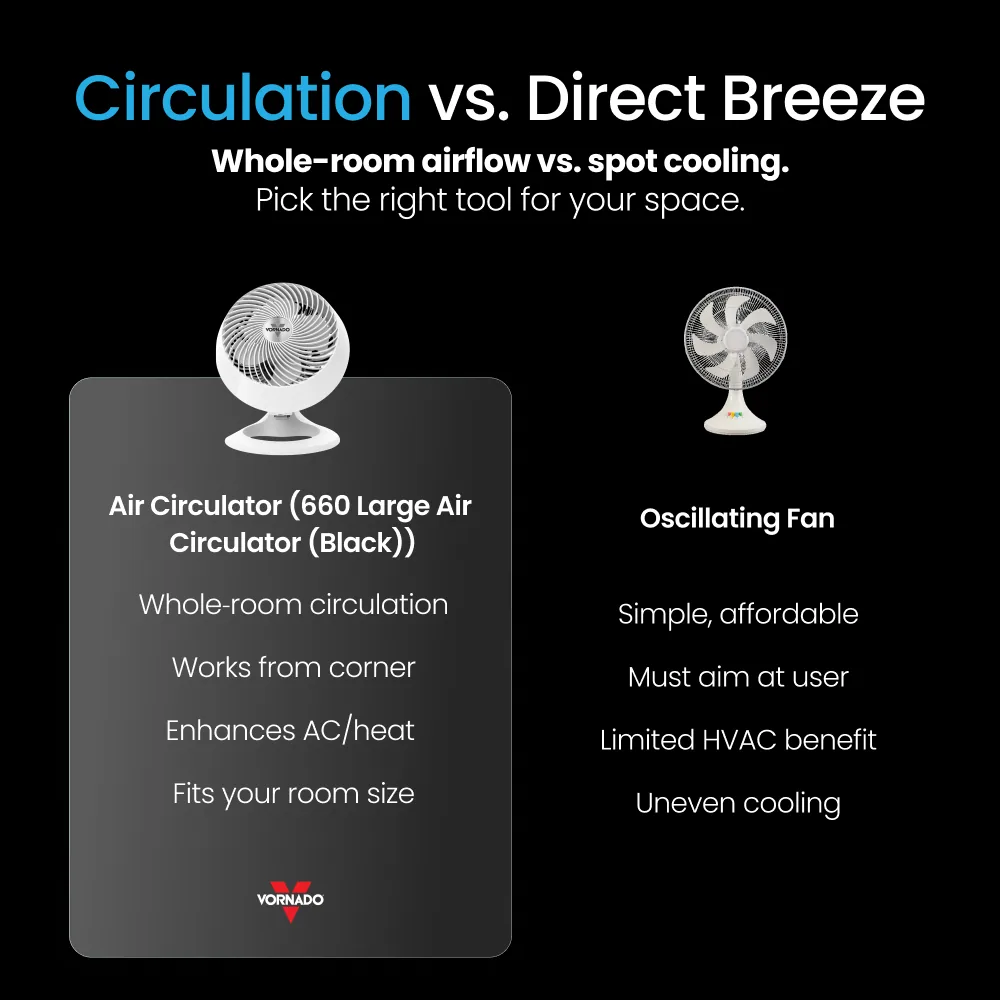 Circulation vs. Direct Breeze
Whole-room airflow vs. spot cooling.
Pick the right tool for your space.
VORNADO
Air Circulator (660 Large Air
Circulator (Black))
Whole-room circulation
Works from corner
Enhances AC/heat
Fits your room size
VORNADO
Oscillating Fan
Simple, affordable
Must aim at user
Limited HVAC benefit
Uneven cooling